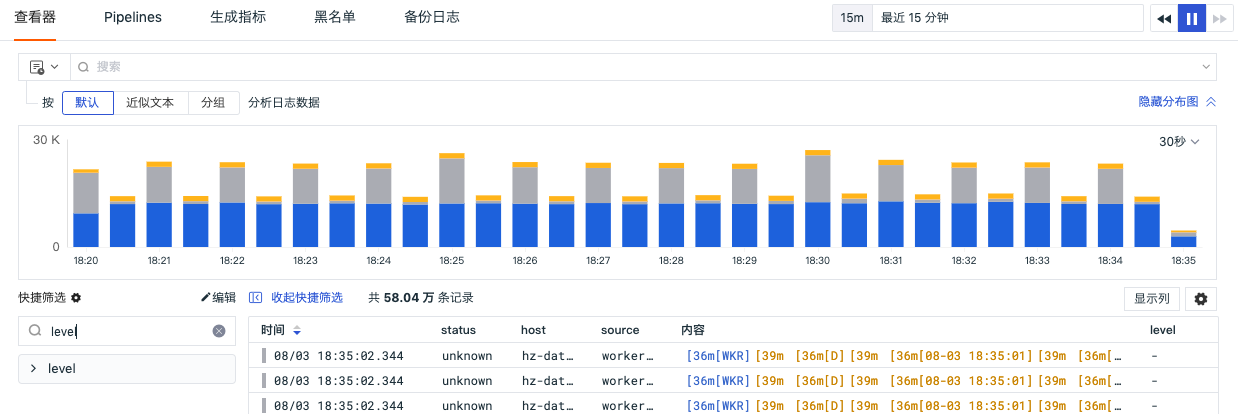 查看器 Pipelines 生成指标 黑名单 备份日志 15m 最近 15 分钟
搜索
按 默认 近似文本 分组 分析日志数据 隐藏分布图
30 K 30秒
0
18:20 18:21 18:22 18:23 18:24 18:25 18:26 18:27 18:28 18:29 18:30 18:31 18:32 18:33 18:34 18:35
快捷筛选 编辑 收起快捷筛选 共 58.04 万 条记录 显示列
level
时间 status host source 内容 level
level
08/03 18:35:02.344 unknown hz-dat… worker… [36m[WKR][39m [36m[D][39m [36m[08-03 18:35:01][39m [36m[… -
08/03 18:35:02.344 unknown hz-dat… worker… [36m[WKR][39m [36m[D][39m [36m[08-03 18:35:01][39m [36m[… -
08/03 18:35:02.344 unknown hz-dat… worker… [36m[WKR][39m [36m[D][39m [36m[08-03 18:35:01][39m [36m[… -